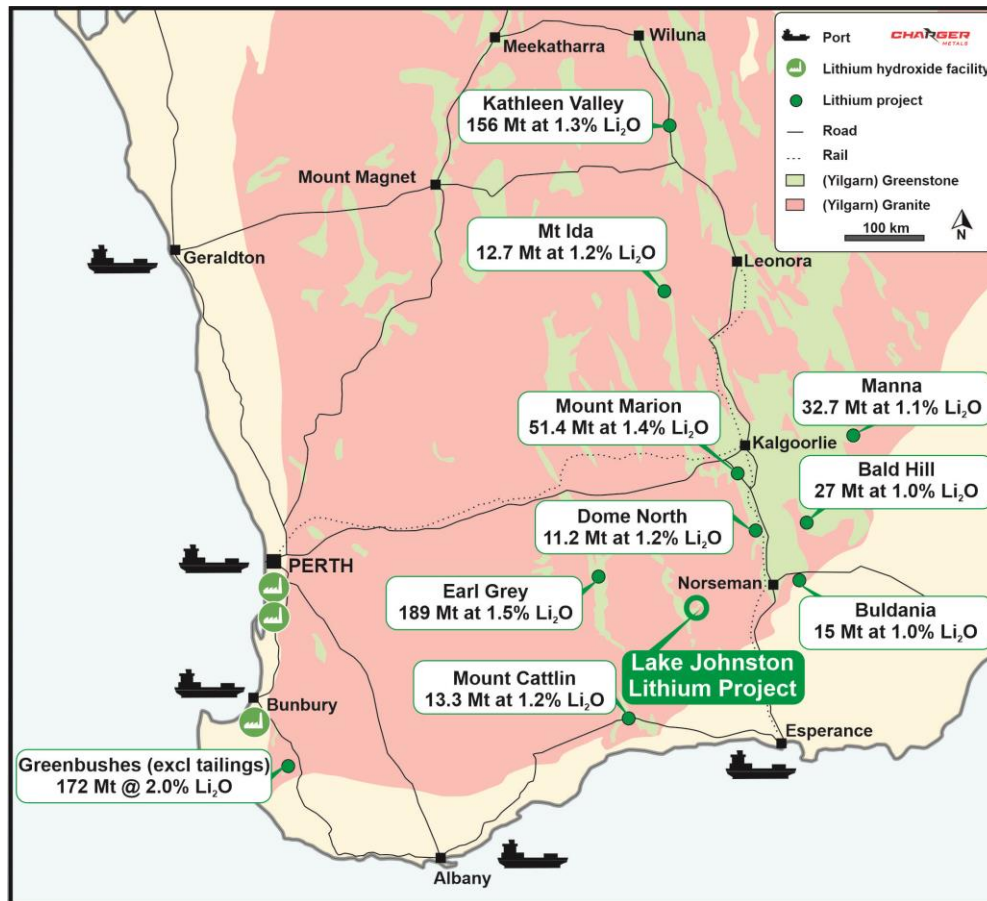 Meekatharra
Wiluna
Port
CHARGER
METALS
Lithium hydroxide facility
Lithium project
Road
Rail
(Yilgarn) Greenstone
(Yilgarn) Granite
100 km
N
Kathleen Valley
156 Mt at 1.3% Li₂O
Mount Magnet
Mt Ida
12.7 Mt at 1.2% Li₂O
Geraldton
Leonora
Manna
32.7 Mt at 1.1% Li₂O
Mount Marion
51.4 Mt at 1.4% Li₂O
Kalgoorlie
Bald Hill
27 Mt at 1.0% Li₂O
Dome North
11.2 Mt at 1.2% Li₂O
PERTH
Earl Grey
189 Mt at 1.5% Li₂O
Norseman
Buldania
15 Mt at 1.0% Li₂O
Lake Johnston
Lithium Project
Mount Cattlin
13.3 Mt at 1.2% Li₂O
Bunbury
Esperance
Greenbushes (excl tailings)
172 Mt @ 2.0% Li₂O
Albany